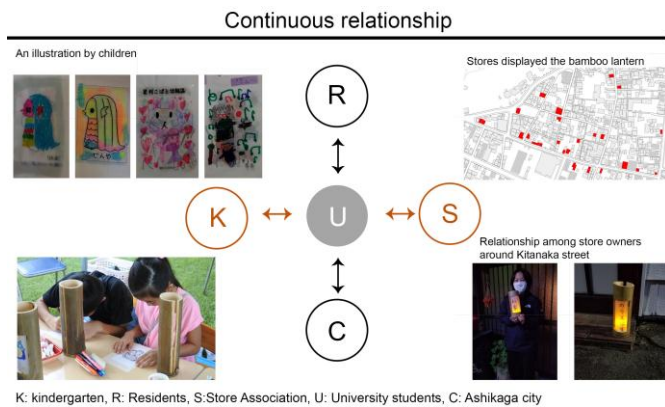 Continuous relationship
An illustration by children
Stores displayed the bamboo lantern
R
K
U
S
C
Relationship among store owners
around Kitanaka street
K: kindergarten, R: Residents, S:Store Association, U: University students, C: Ashikaga city